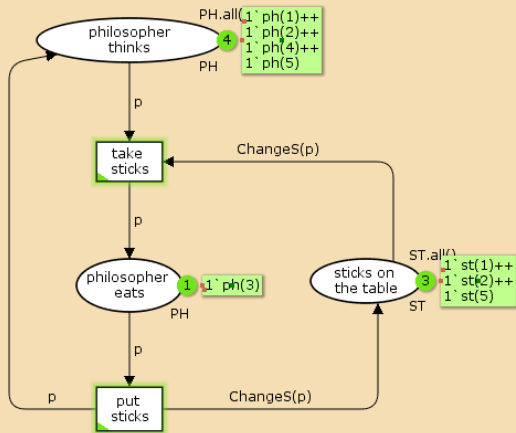 PH.all()
1`ph(1)++
1`ph(2)++
1`ph(4)++
1`ph(5)
philosopher
thinks
4
PH
p
take
sticks
ChangeS(p)
p
ST.all()
1`st(1)++
1`st(2)++
1`st(5)
philosopher
eats
1
1`ph(3)
PH
sticks on
the table
3
ST
p
p
put
sticks
ChangeS(p)